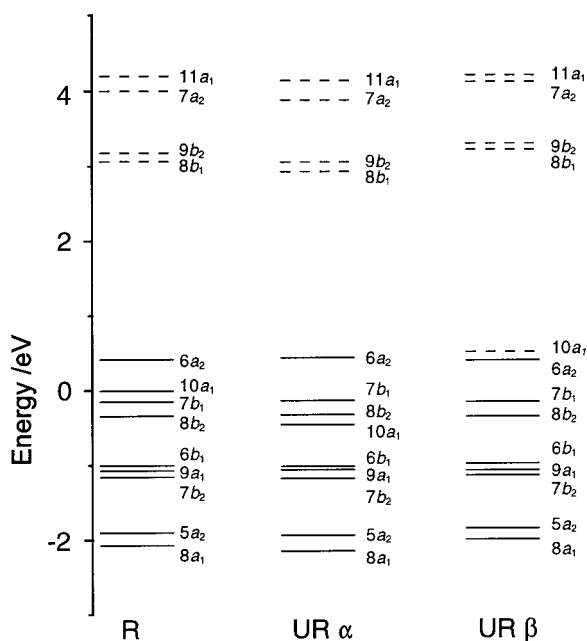 4
2
0
-2
Energy /eV
11a₁
7a₂
9b₂
8b₁
6a₂
10a₁
7b₁
8b₂
6b₁
9a₁
7b₂
5a₂
8a₁
R
11a₁
7a₂
9b₂
8b₁
6a₂
7b₁
8b₂
10a₁
6b₁
9a₁
7b₂
5a₂
8a₁
UR α
11a₁
7a₂
9b₂
8b₁
10a₁
6a₂
7b₁
8b₂
6b₁
9a₁
7b₂
5a₂
8a₁
UR β